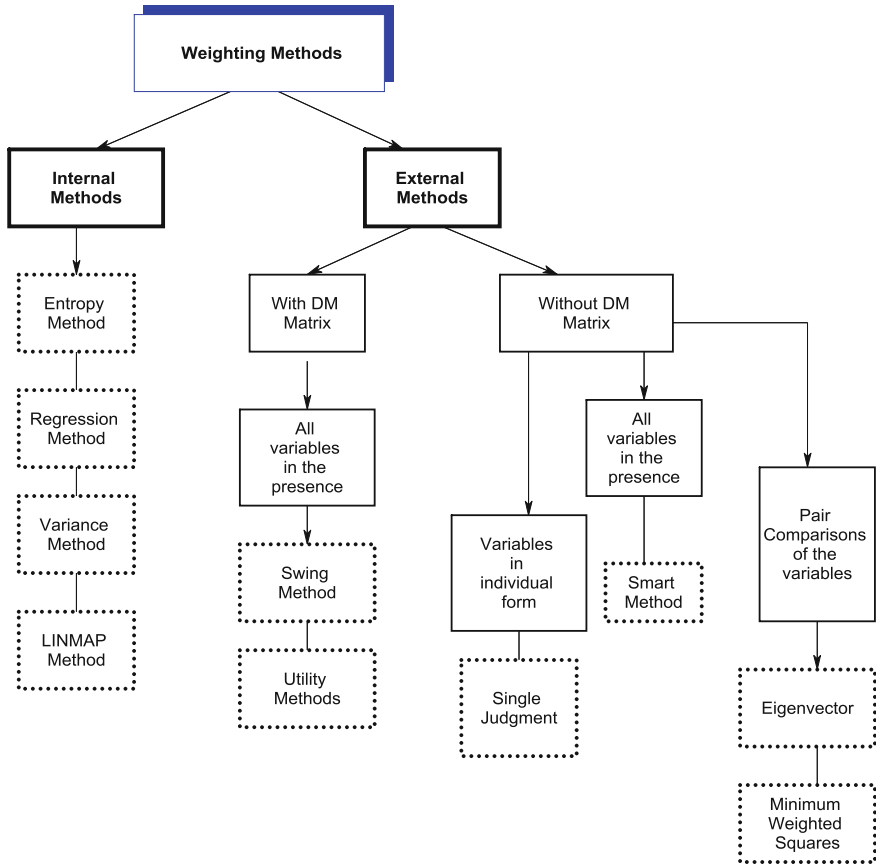 Weighting Methods
Internal
Methods
External
Methods
Entropy
Method
With DM
Matrix
Without DM
Matrix
Regression
Method
All
variables
in the
presence
All
variables
in the
presence
Variance
Method
Swing
Method
Variables
in
individual
form
Smart
Method
Pair
Comparisons
of the
variables
LINMAP
Method
Utility
Methods
Single
Judgment
Eigenvector
Minimum
Weighted
Squares